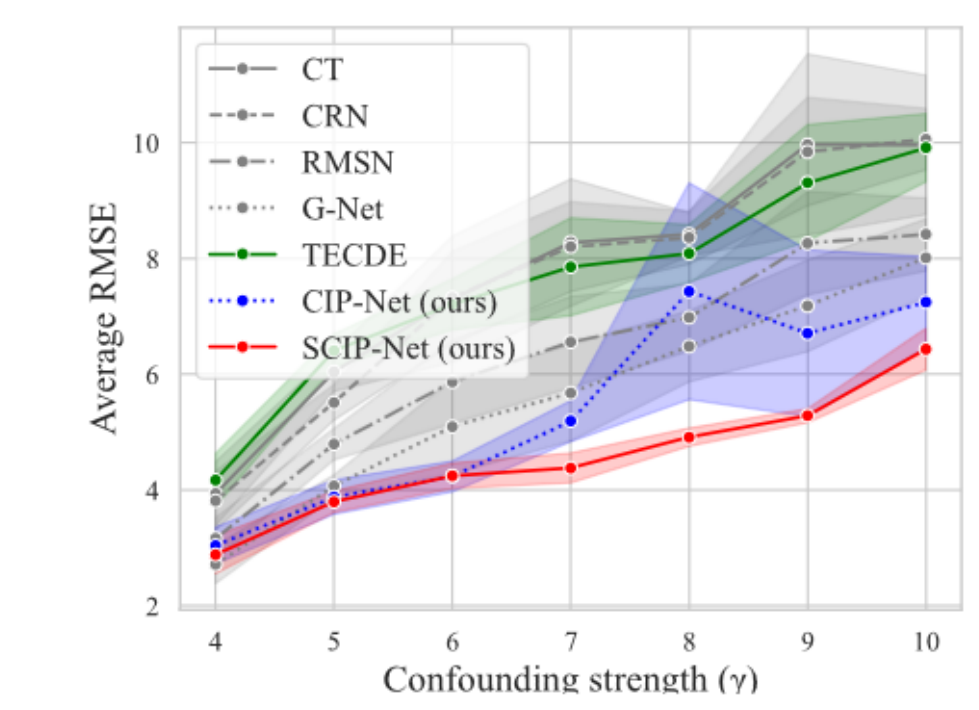 CT
CRN
RMSN
G-Net
TECDE
CIP-Net (ours)
SCIP-Net (ours)
Average RMSE
10
8
6
4
2
4 5 6 7 8 9 10
Confounding strength (γ)